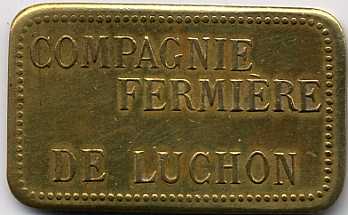 COMPAGNIE
FERMIÈRE
DE LUCHON